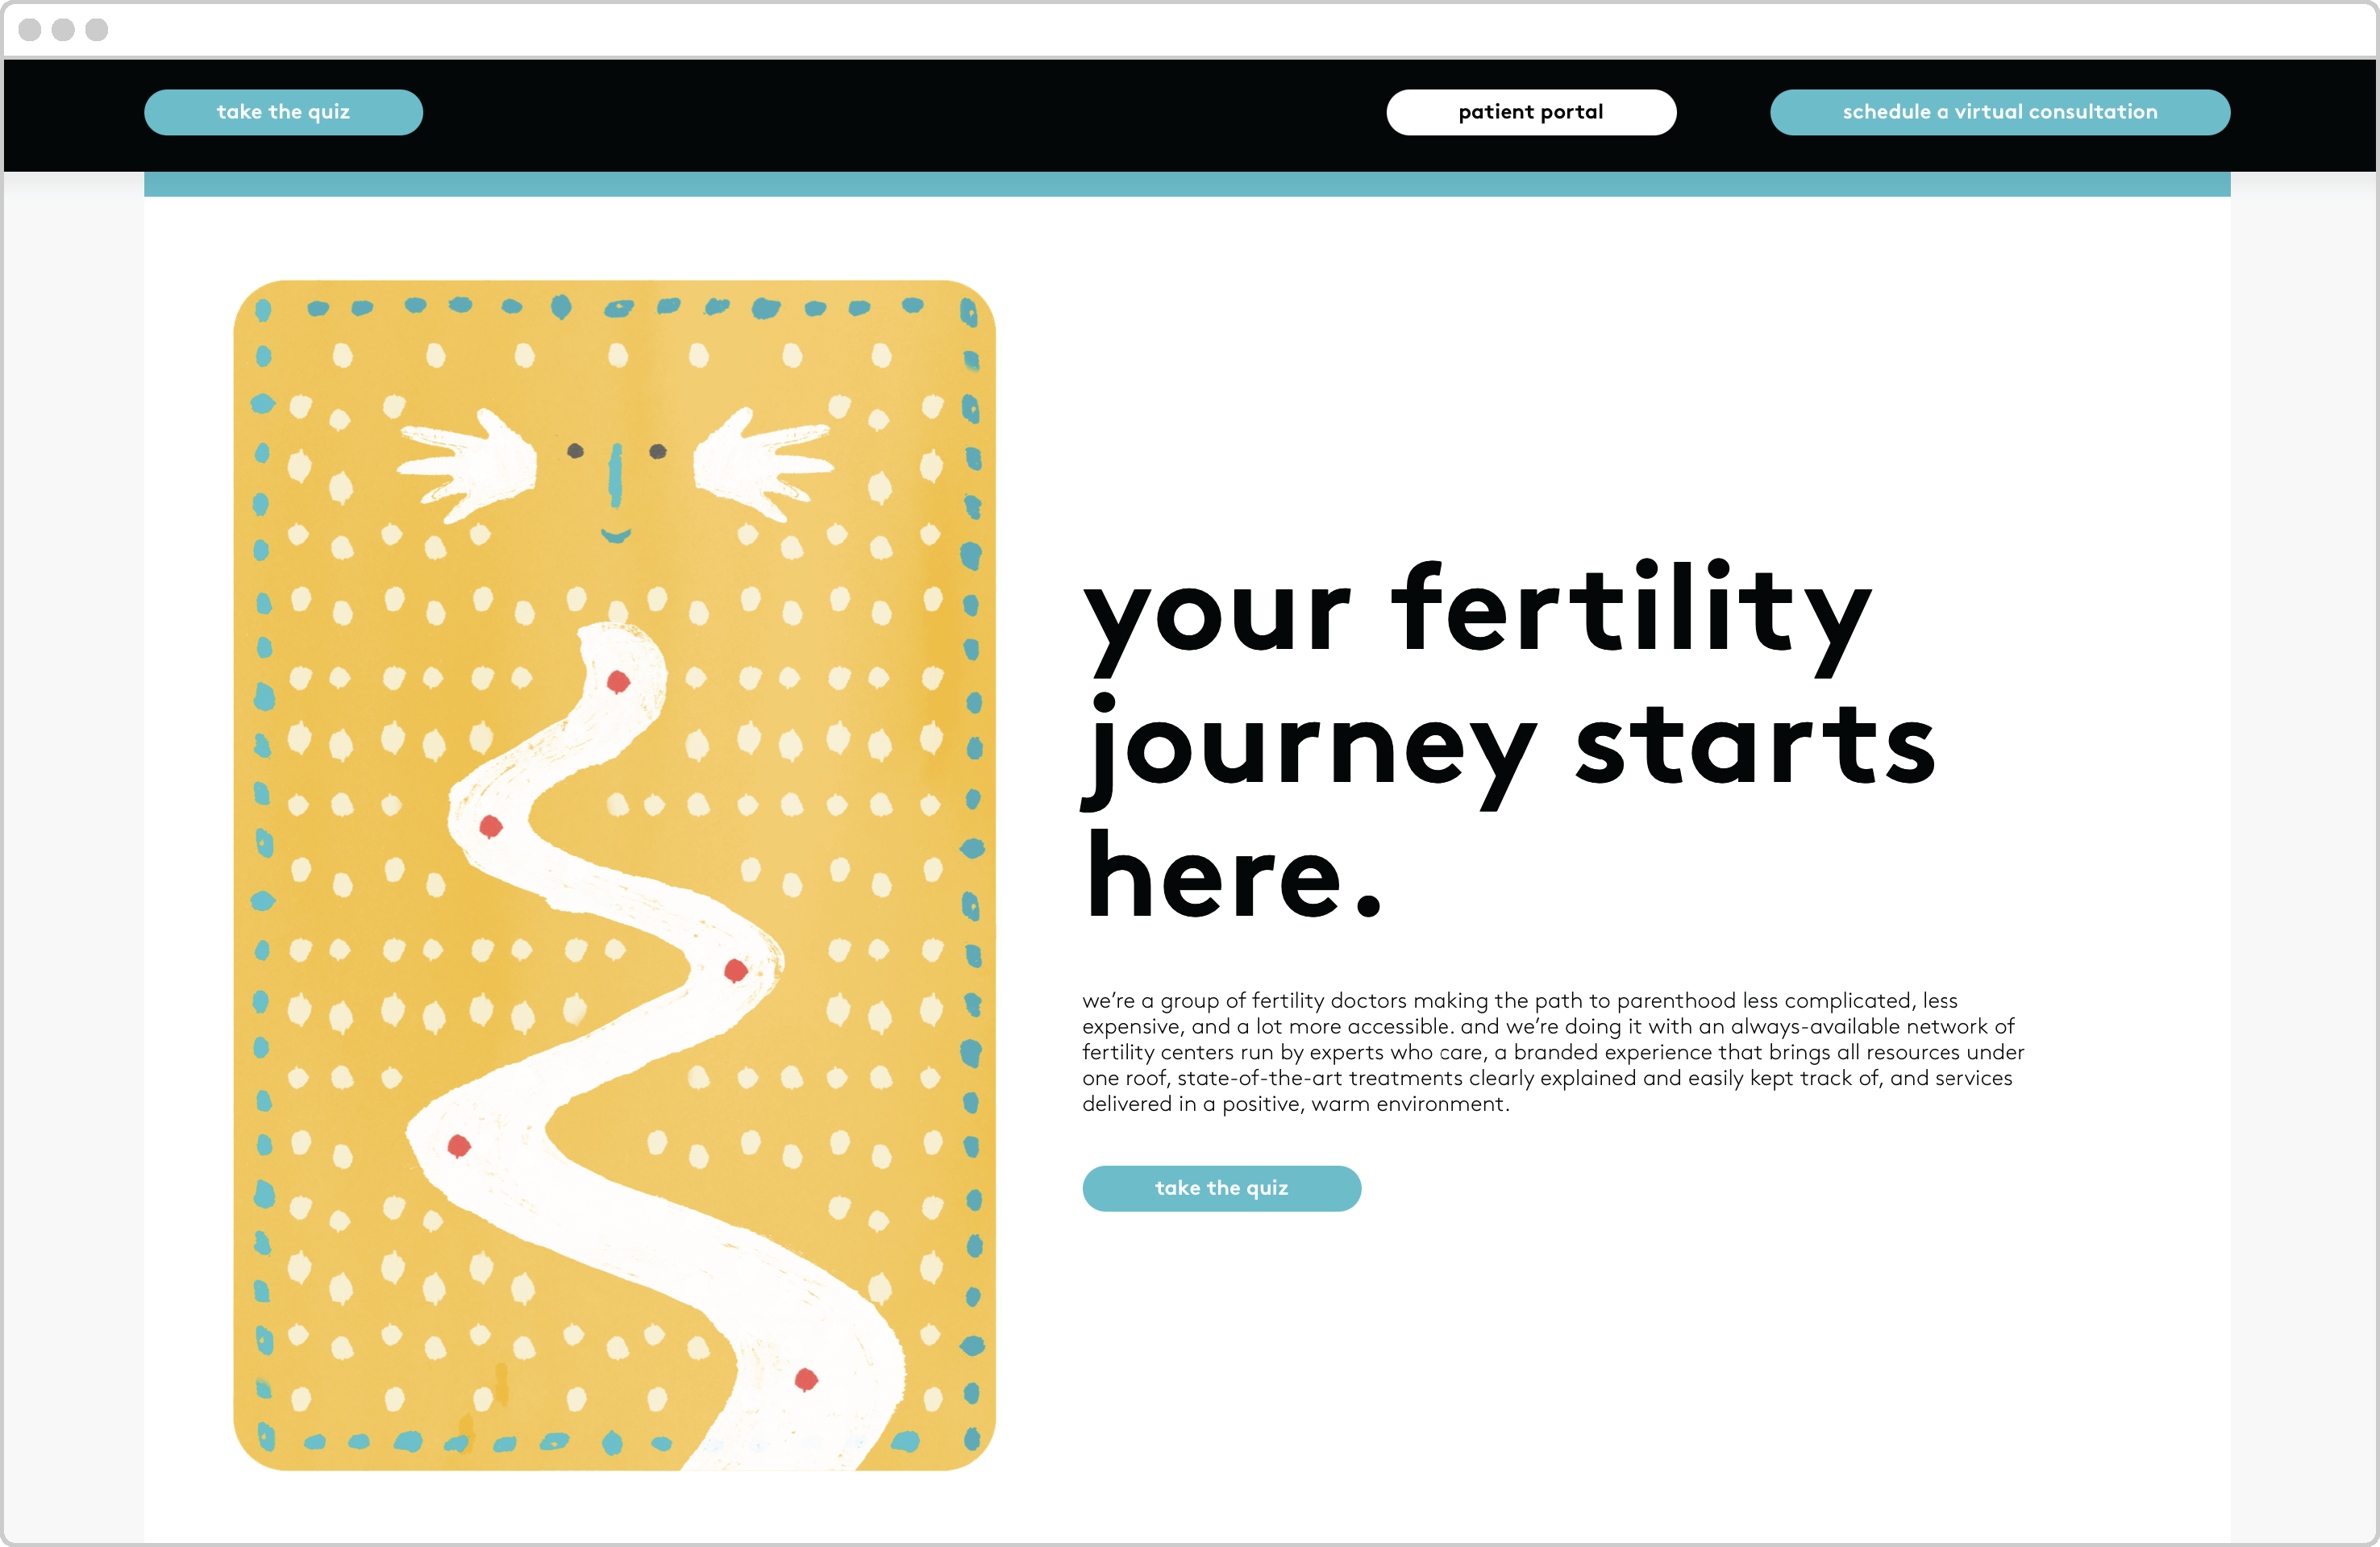 take the quiz
patient portal
schedule a virtual consultation
your fertility
journey starts
here.
we’re a group of fertility doctors making the path to parenthood less complicated, less
expensive, and a lot more accessible. and we’re doing it with an always-available network of
fertility centers run by experts who care, a branded experience that brings all resources under
one roof, state-of-the-art treatments clearly explained and easily kept track of, and services
delivered in a positive, warm environment.
take the quiz